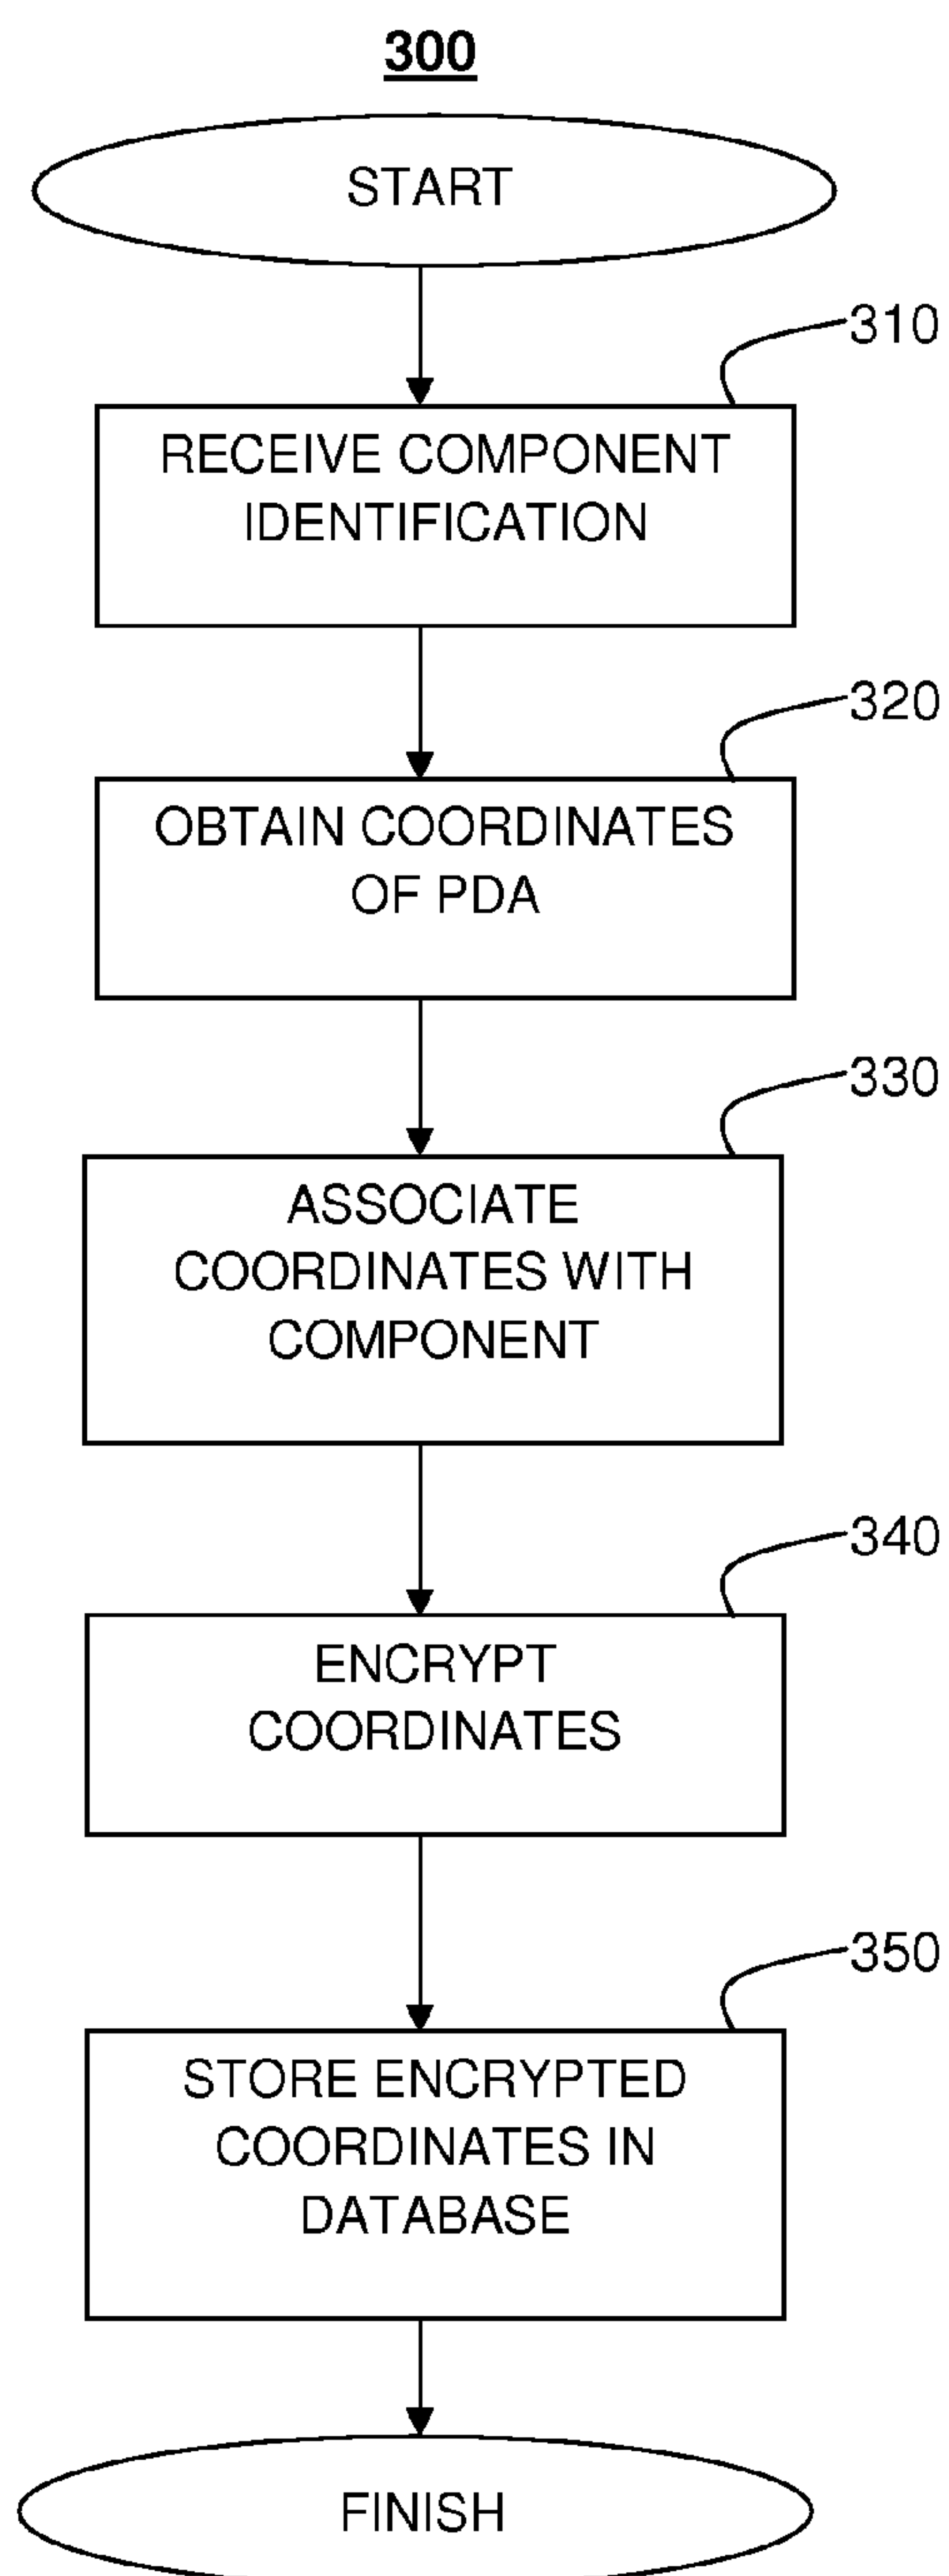 300
START
310
RECEIVE COMPONENT
IDENTIFICATION
320
OBTAIN COORDINATES
OF PDA
330
ASSOCIATE
COORDINATES WITH
COMPONENT
340
ENCRYPT
COORDINATES
350
STORE ENCRYPTED
COORDINATES IN
DATABASE
FINISH